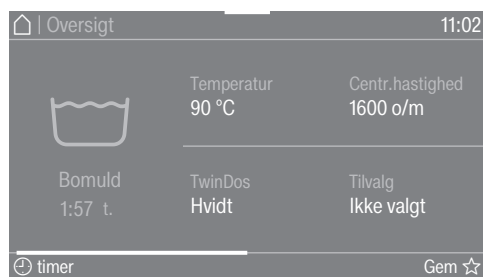 Oversigt 11:02
Temperatur
90 °C
Centr.hastighed
1600 o/m
Bomuld
1:57 t.
TwinDos
Hvidt
Tilvalg
Ikke valgt
timer
Gem